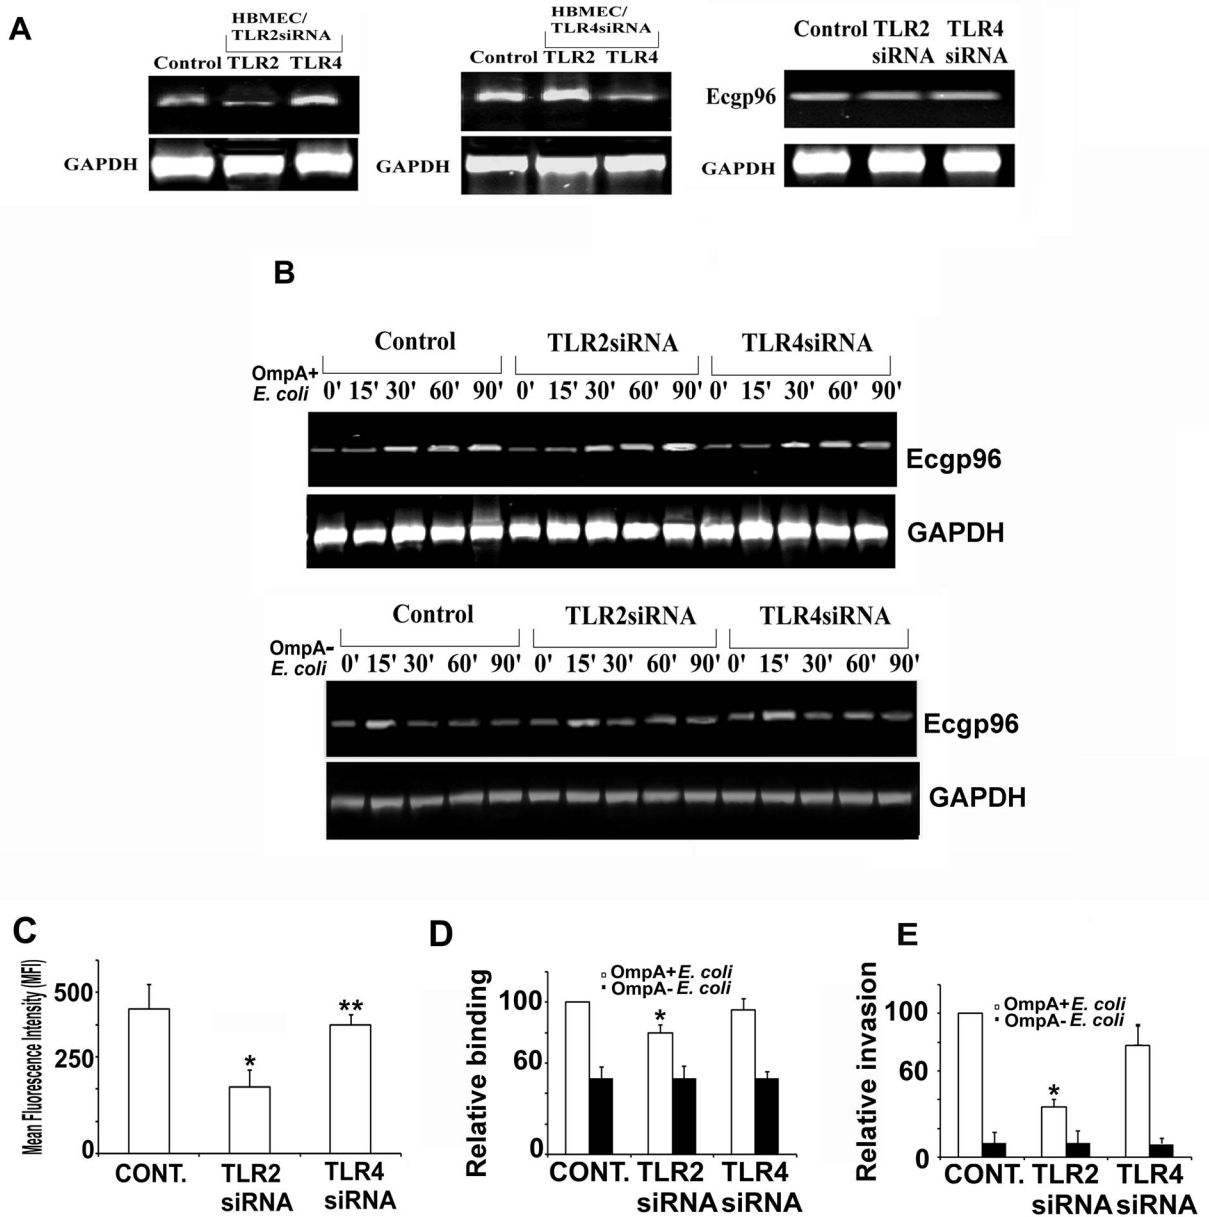 A
HBMEC/
TLR2siRNA
Control TLR2 TLR4
GAPDH
HBMEC/
TLR4siRNA
Control TLR2 TLR4
GAPDH
Control TLR2 TLR4
siRNA siRNA
Ecgp96
GAPDH
B
Control TLR2siRNA TLR4siRNA
OmpA+
E. coli 0' 15' 30' 60' 90' 0' 15' 30' 60' 90' 0' 15' 30' 60' 90'
Ecgp96
GAPDH
Control TLR2siRNA TLR4siRNA
OmpA-
E. coli 0' 15' 30' 60' 90' 0' 15' 30' 60' 90' 0' 15' 30' 60' 90'
Ecgp96
GAPDH
C
Mean Fluorescence Intensity (MFI)
500
250
0
*
**
CONT. TLR2 TLR4
siRNA siRNA
D
Relative binding
OmpA+ E. coli
OmpA- E. coli
100
60
0
*
CONT. TLR2 TLR4
siRNA siRNA
E
Relative invasion
OmpA+ E. coli
OmpA- E. coli
100
60
0
*
CONT. TLR2 TLR4
siRNA siRNA